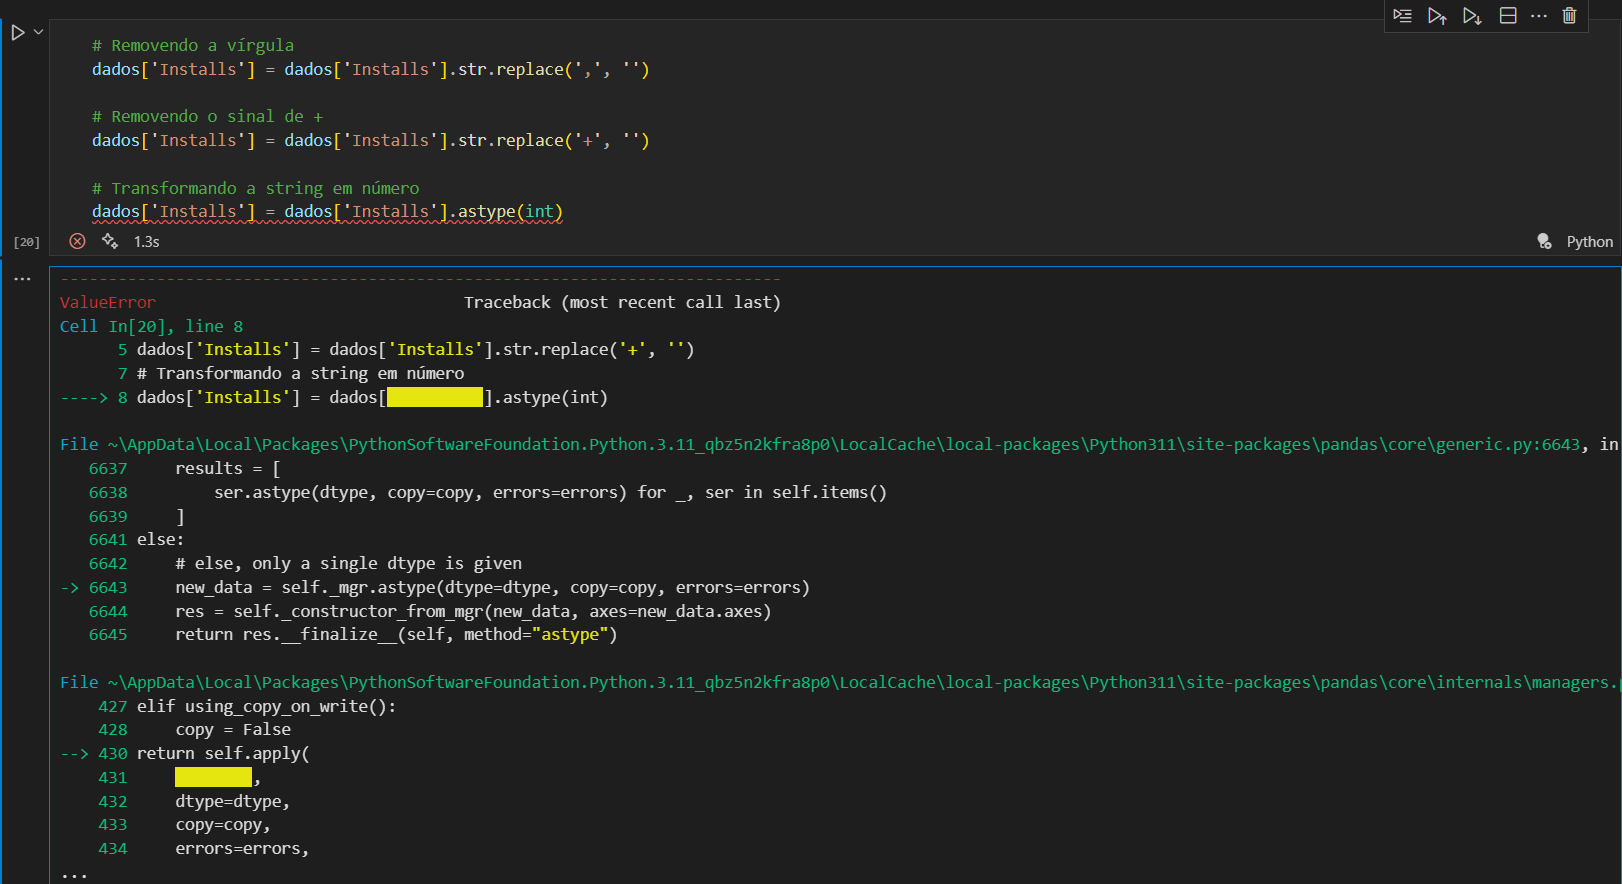 # Removendo a vírgula
dados['Installs'] = dados['Installs'].str.replace(',', '')
# Removendo o sinal de +
dados['Installs'] = dados['Installs'].str.replace('+', '')
# Transformando a string em número
dados['Installs'] = dados['Installs'].astype(int)
[20]
1.3s
Python
---------------------------------------------------------------------------
ValueError                                Traceback (most recent call last)
Cell In[20], line 8
      5 dados['Installs'] = dados['Installs'].str.replace('+', '')
      7 # Transformando a string em número
----> 8 dados['Installs'] = dados[          ].astype(int)
File ~\AppData\Local\Packages\PythonSoftwareFoundation.Python.3.11_qbz5n2kfra8p0\LocalCache\local-packages\Python311\site-packages\pandas\core\generic.py:6643, in
   6637     results = [
   6638         ser.astype(dtype, copy=copy, errors=errors) for _, ser in self.items()
   6639     ]
   6641 else:
   6642     # else, only a single dtype is given
-> 6643     new_data = self._mgr.astype(dtype=dtype, copy=copy, errors=errors)
   6644     res = self._constructor_from_mgr(new_data, axes=new_data.axes)
   6645     return res.__finalize__(self, method="astype")
File ~\AppData\Local\Packages\PythonSoftwareFoundation.Python.3.11_qbz5n2kfra8p0\LocalCache\local-packages\Python311\site-packages\pandas\core\internals\managers.
    427 elif using_copy_on_write():
    428     copy = False
--> 430 return self.apply(
    431             ,
    432     dtype=dtype,
    433     copy=copy,
    434     errors=errors,
...